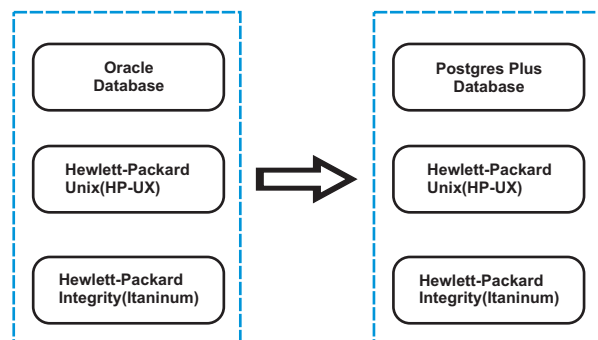 Oracle
Database
Hewlett-Packard
Unix(HP-UX)
Hewlett-Packard
Integrity(Itaninum)
Postgres Plus
Database
Hewlett-Packard
Unix(HP-UX)
Hewlett-Packard
Integrity(Itaninum)